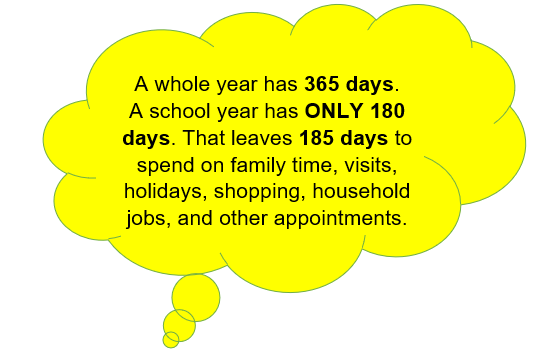 A whole year has 365 days.
A school year has ONLY 180
days. That leaves 185 days to
spend on family time, visits,
holidays, shopping, household
jobs, and other appointments.